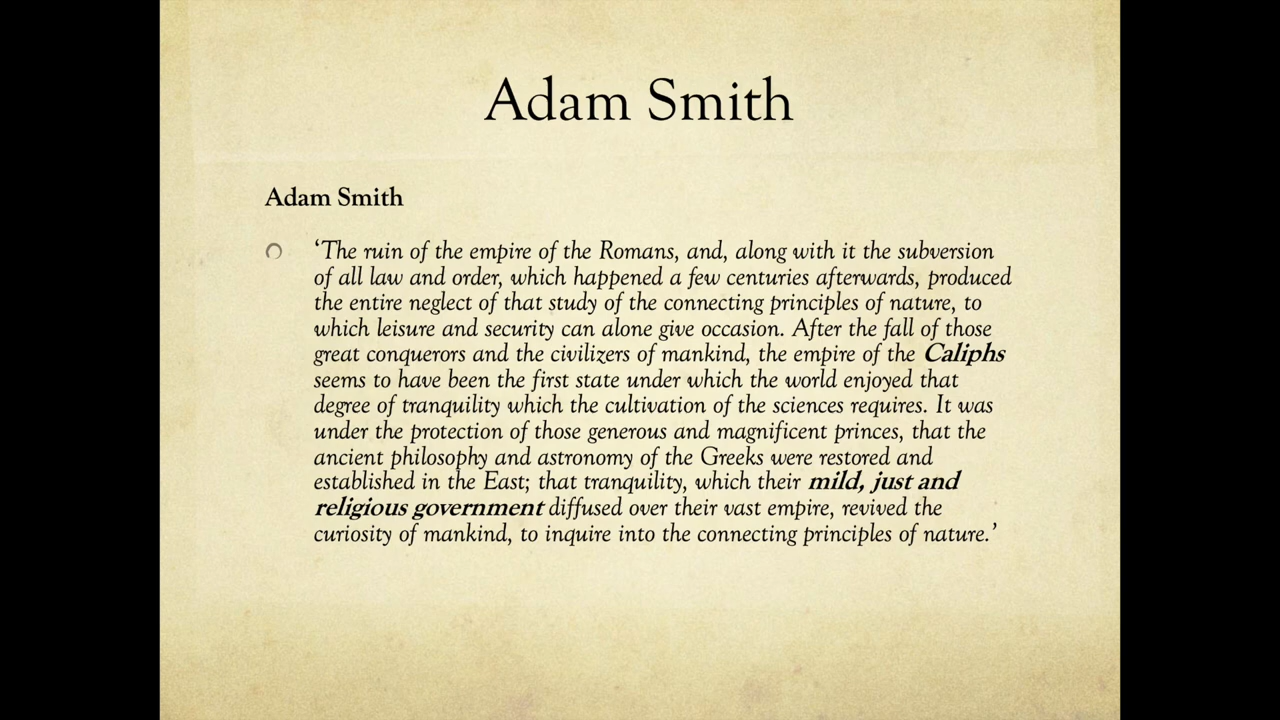 Adam Smith
Adam Smith
‘The ruin of the empire of the Romans, and, along with it the subversion
of all law and order, which happened a few centuries afterwards, produced
the entire neglect of that study of the connecting principles of nature, to
which leisure and security can alone give occasion. After the fall of those
great conquerors and the civilizers of mankind, the empire of the Caliphs
seems to have been the first state under which the world enjoyed that
degree of tranquility which the cultivation of the sciences requires. It was
under the protection of those generous and magnificent princes, that the
ancient philosophy and astronomy of the Greeks were restored and
established in the East; that tranquility, which their mild, just and
religious government diffused over their vast empire, revived the
curiosity of mankind, to inquire into the connecting principles of nature.’